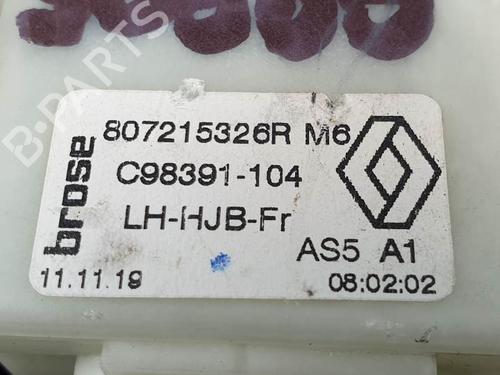 B-PARTS
brose
807215326R M6
C98391-104
LH-HJB-Fr
AS5 A1
11.11.19
08:02:02